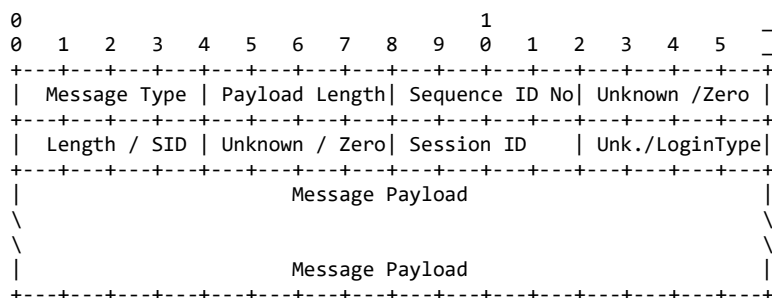 0                                       1                       _
0   1   2   3   4   5   6   7   8   9   0   1   2   3   4   5   _
+---+---+---+---+---+---+---+---+---+---+---+---+---+---+---+---+
|  Message Type | Payload Length| Sequence ID No| Unknown /Zero |
+---+---+---+---+---+---+---+---+---+---+---+---+---+---+---+---+
|  Length / SID | Unknown / Zero| Session ID    | Unk./LoginType|
+---+---+---+---+---+---+---+---+---+---+---+---+---+---+---+---+
|                       Message Payload                         |
\                                                               \
\                                                               \
|                       Message Payload                         |
+---+---+---+---+---+---+---+---+---+---+---+---+---+---+---+---+